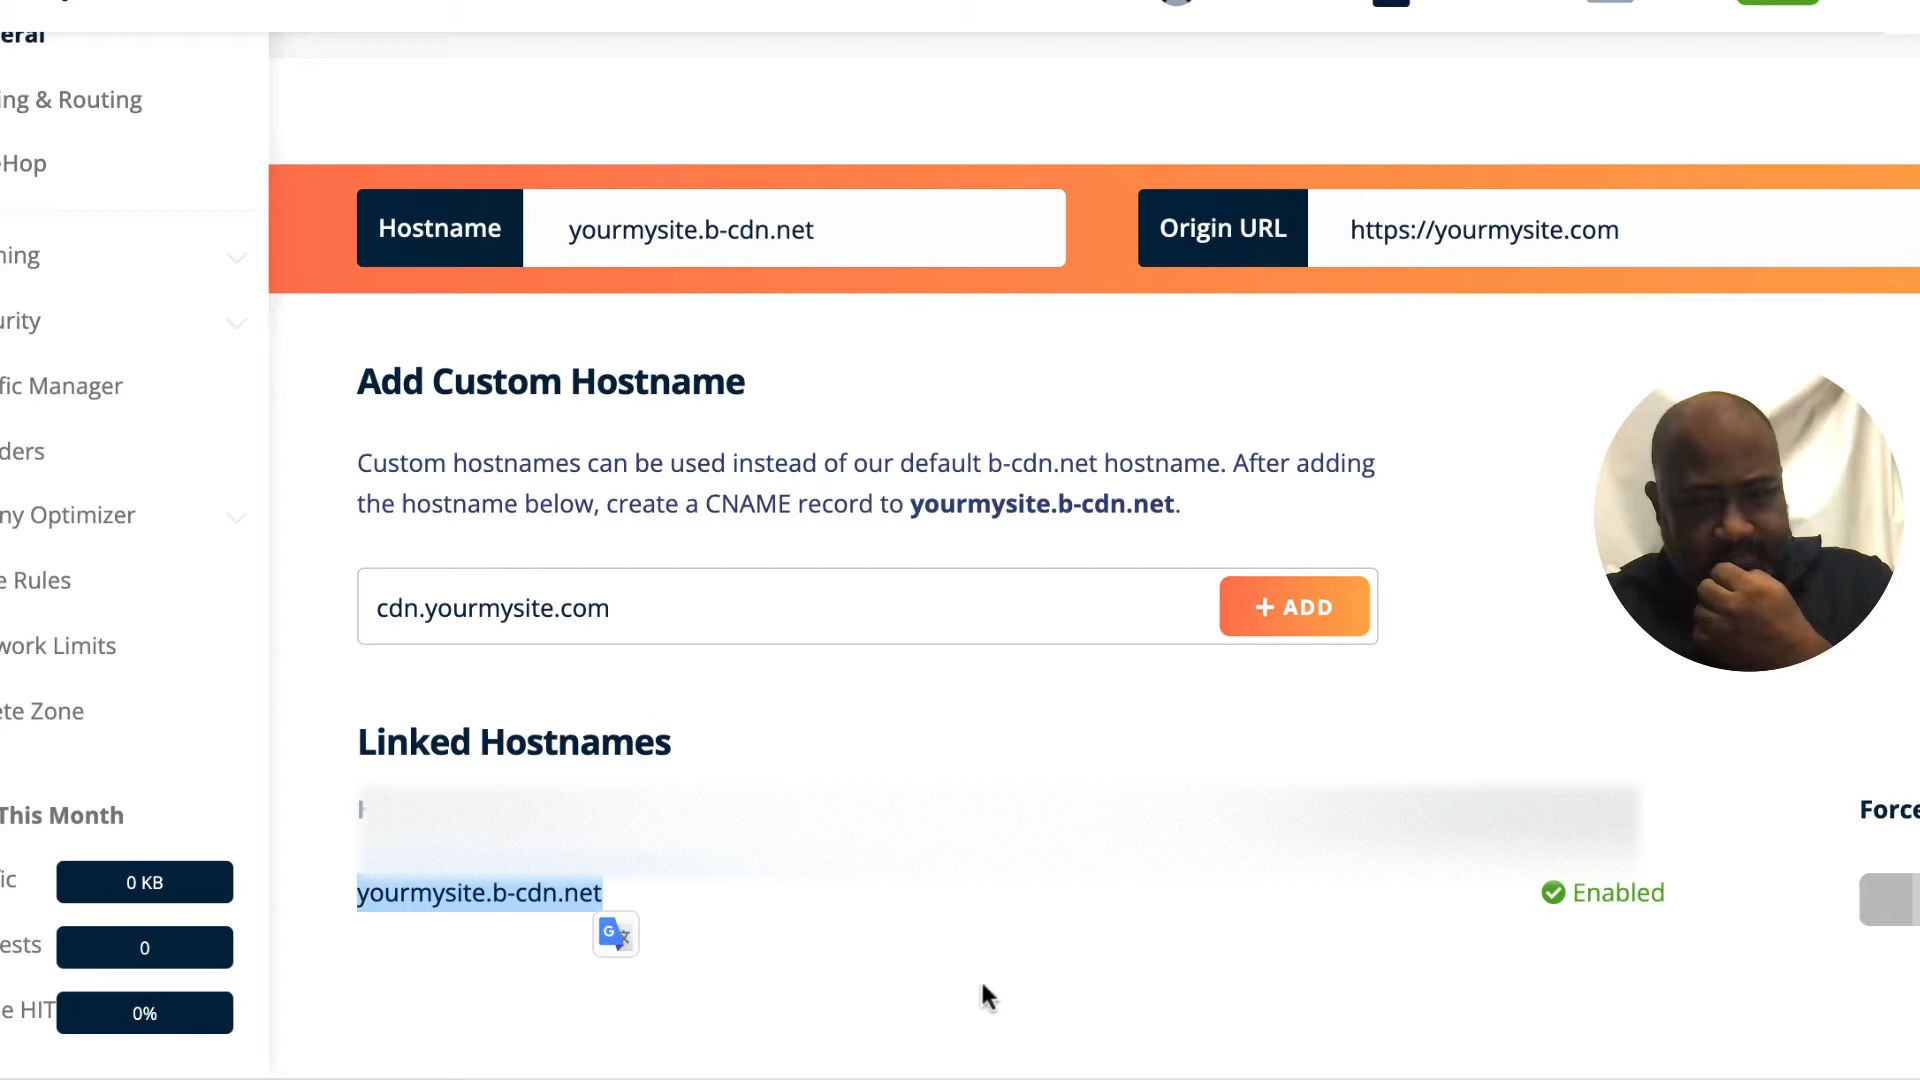 eral
ing & Routing
Hop
ning
urity
fic Manager
ders
ny Optimizer
e Rules
work Limits
ete Zone
This Month
ic 0 KB
ests 0
e HIT 0%
Hostname yourmysite.b-cdn.net
Origin URL https://yourmysite.com
Add Custom Hostname
Custom hostnames can be used instead of our default b-cdn.net hostname. After adding
the hostname below, create a CNAME record to yourmysite.b-cdn.net.
cdn.yourmysite.com
+ ADD
Linked Hostnames
Force
yourmysite.b-cdn.net
Enabled